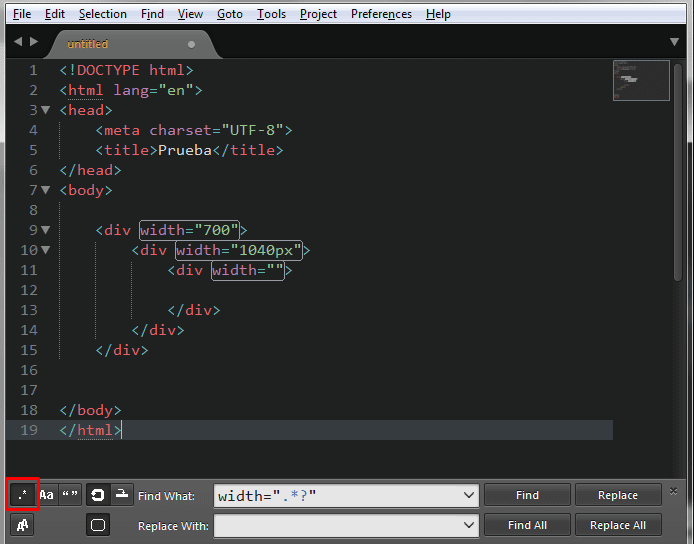 File Edit Selection Find View Goto Tools Project Preferences Help
untitled
1 <!DOCTYPE html>
2 <html lang="en">
3 <head>
4 <meta charset="UTF-8">
5 <title>Prueba</title>
6 </head>
7 <body>
8
9 <div width="700">
10 <div width="1040px">
11 <div width="">
12
13 </div>
14 </div>
15 </div>
16
17
18 </body>
19 </html>
.* Aa “” Find What: width=".*?" Find Replace
AA Replace With: Find All Replace All